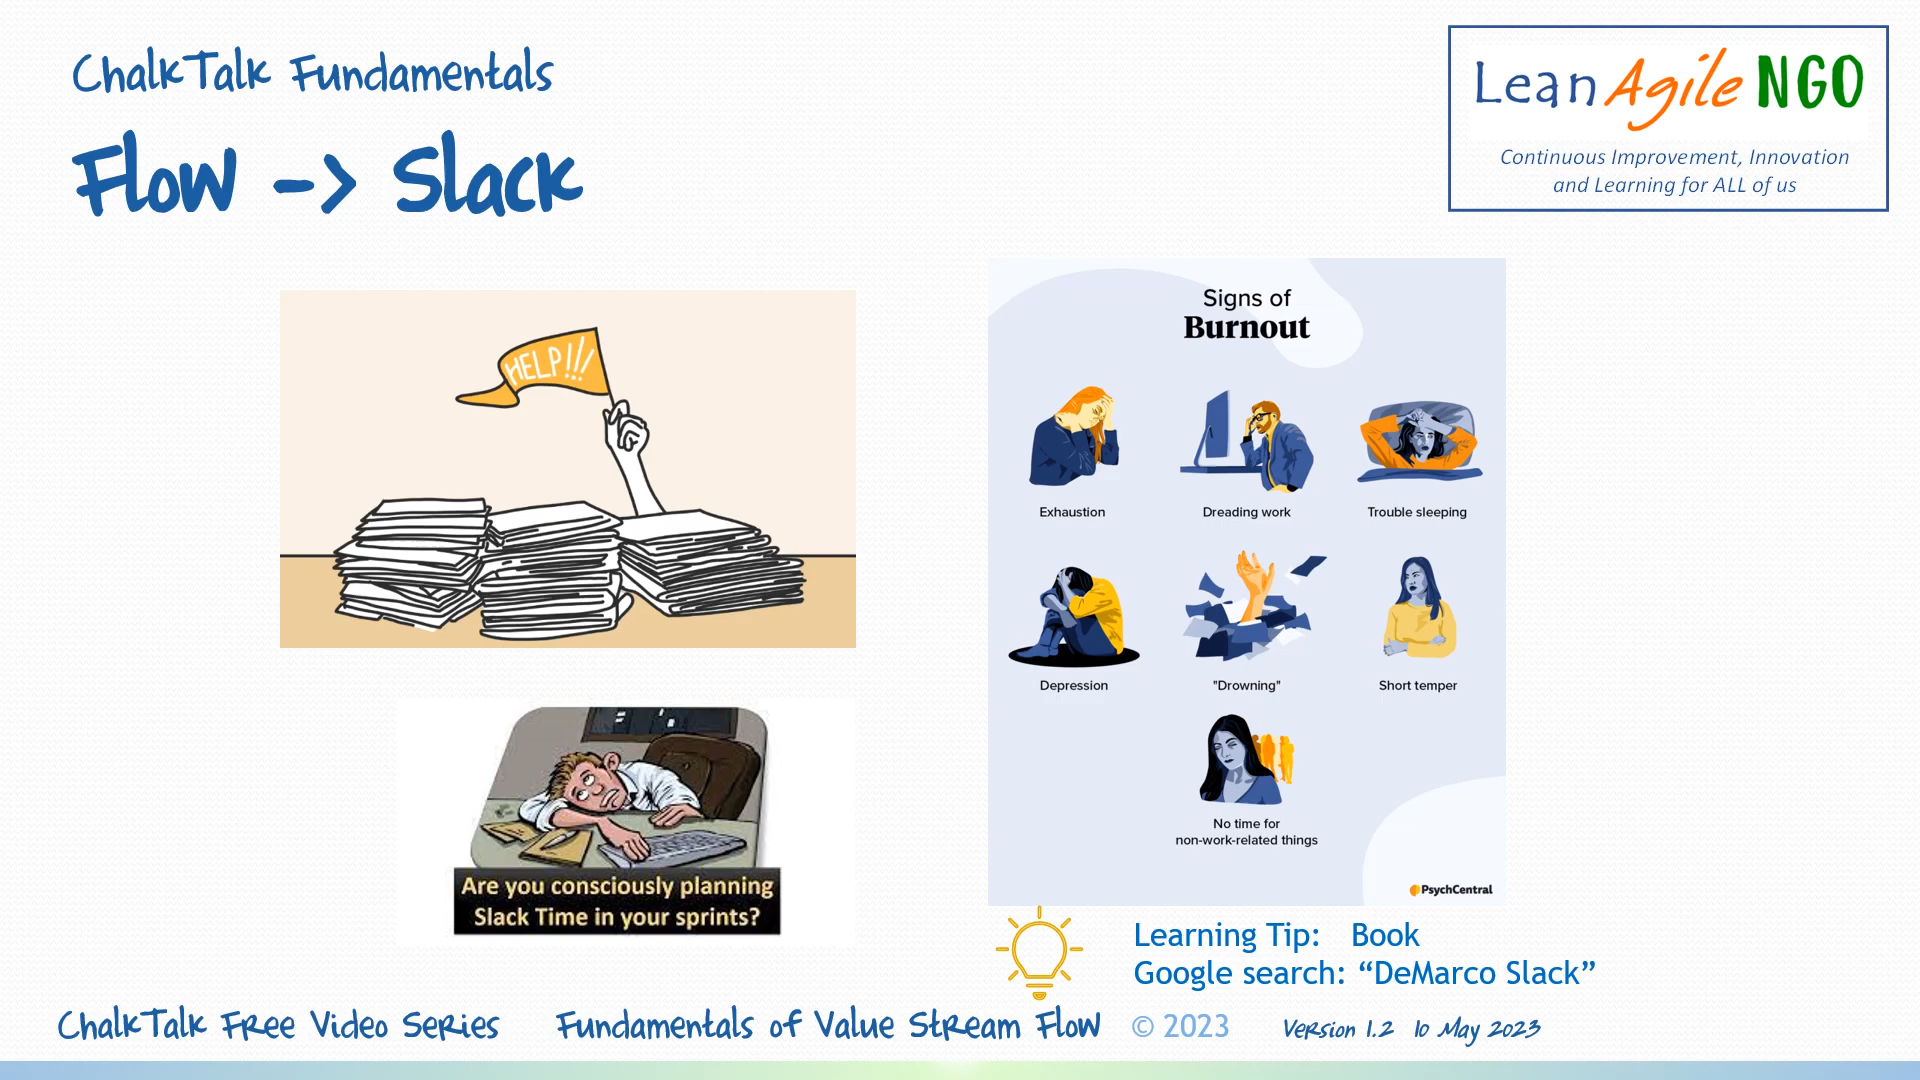 ChalkTalk Fundamentals
Flow -> Slack
Lean Agile NGO
Continuous Improvement, Innovation
and Learning for ALL of us
HELP!!!
Are you consciously planning
Slack Time in your sprints?
Signs of
Burnout
Exhaustion
Dreading work
Trouble sleeping
Depression
"Drowning"
Short temper
No time for
non-work-related things
PsychCentral
Learning Tip: Book
Google search: “DeMarco Slack”
ChalkTalk Free Video Series Fundamentals of Value Stream Flow © 2023 Version 1.2 10 May 2023